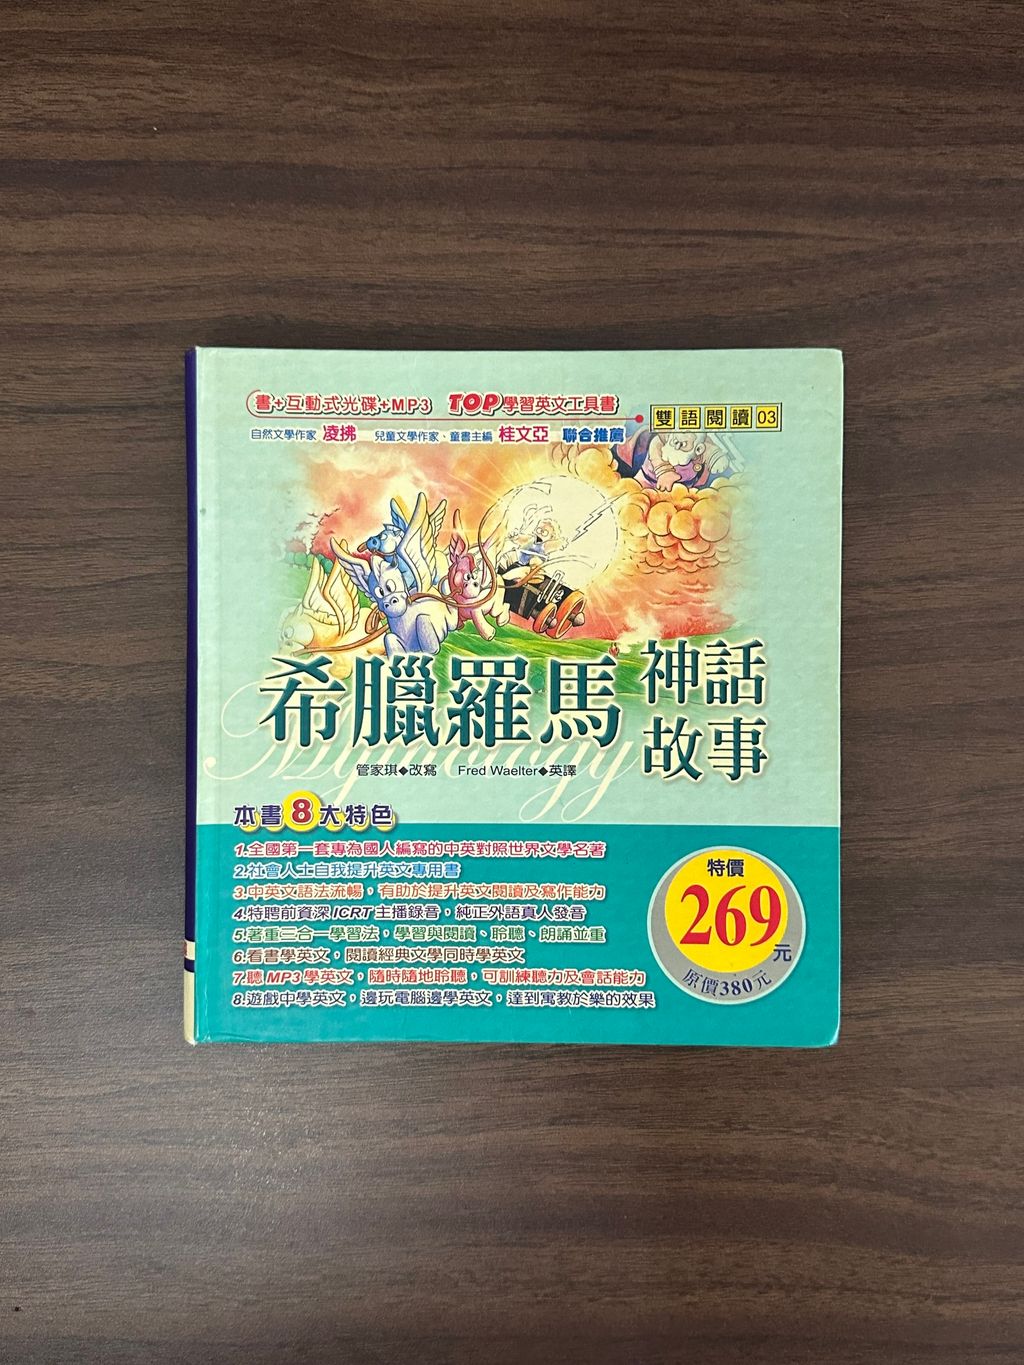 書+互動式光碟+MP3 TOP學習英文工具書
雙語閱讀03
自然文學作家 凌拂 兒童文學作家、童書主編 桂文亞 聯合推薦
希臘羅馬神話故事
Mythology
管家琪◆改寫 Fred Waelter◆英譯
本書8大特色
1.全國第一套專為國人編寫的中英對照世界文學名著
2.社會人士自我提升英文專用書
3.中英文語法流暢，有助於提升英文閱讀及寫作能力
4.特聘前資深ICRT主播錄音，純正外語真人發音
5.著重三合一學習法，學習與閱讀、聆聽、朗誦並重
6.看書學英文，閱讀經典文學同時學英文
7.聽MP3學英文，隨時隨地聆聽，可訓練聽力及會話能力
8.遊戲中學英文，邊玩電腦邊學英文，達到寓教於樂的效果
特價
269元
原價380元